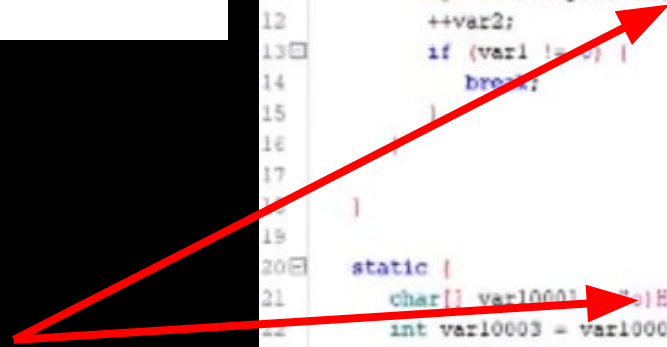 12 ++var2;
13 if (var1 != 0) {
14 break;
15 }
16 }
17
18 }
19
20 static {
21 char[] var10001
22 int var10003 = var1000